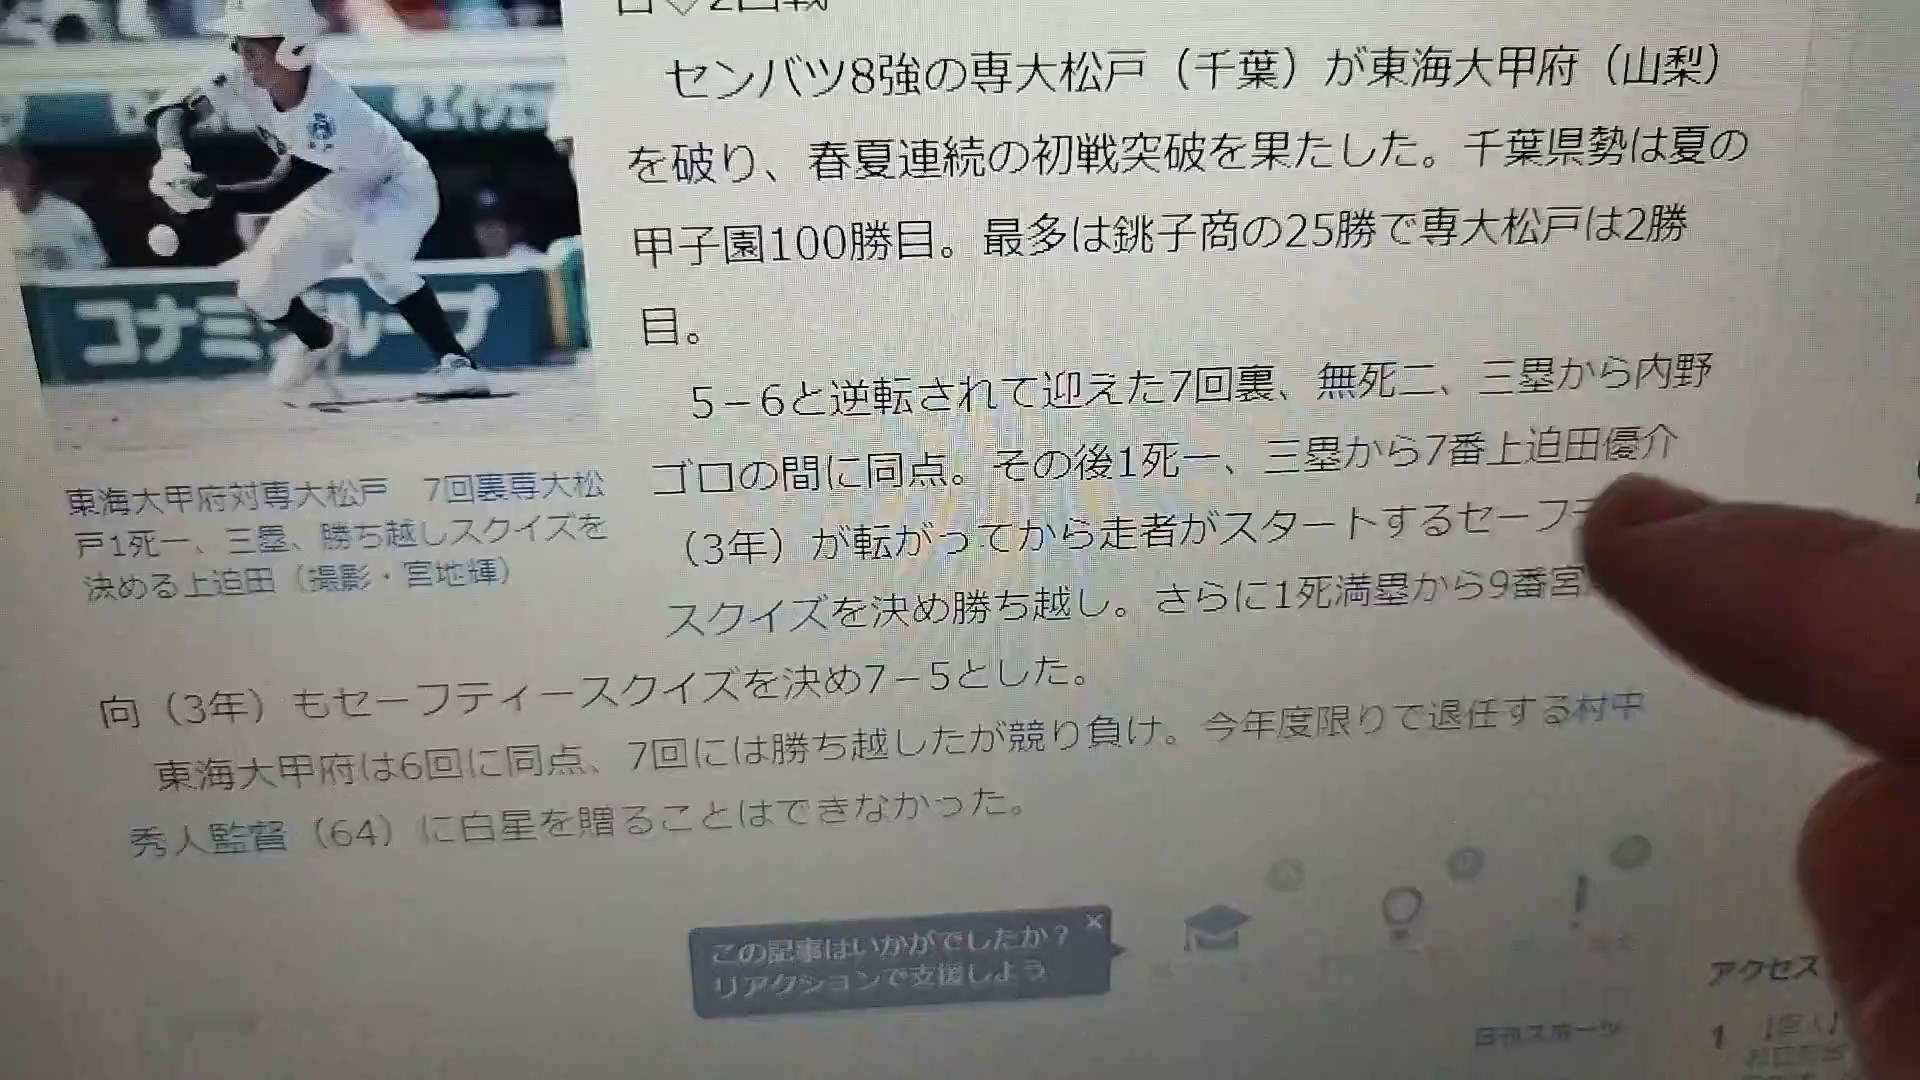 コナミグループ
センバツ8強の専大松戸（千葉）が東海大甲府（山梨）
を破り、春夏連続の初戦突破を果たした。千葉県勢は夏の
甲子園100勝目。最多は銚子商の25勝で専大松戸は2勝
目。
5－6と逆転されて迎えた7回裏、無死二、三塁から内野
ゴロの間に同点。その後1死一、三塁から7番上迫田優介
（3年）が転がってから走者がスタートするセーフテ
スクイズを決め勝ち越し。さらに1死満塁から9番宮
向（3年）もセーフティースクイズを決め7－5とした。
東海大甲府は6回に同点、7回には勝ち越したが競り負け。今年度限りで退任する村中
秀人監督（64）に白星を贈ることはできなかった。
東海大甲府対専大松戸　7回裏専大松
戸1死一、三塁、勝ち越しスクイズを
決める上迫田（撮影・宮地輝）
この記事はいかがでしたか？
リアクションで支援しよう
日刊スポーツ
アクセス
1